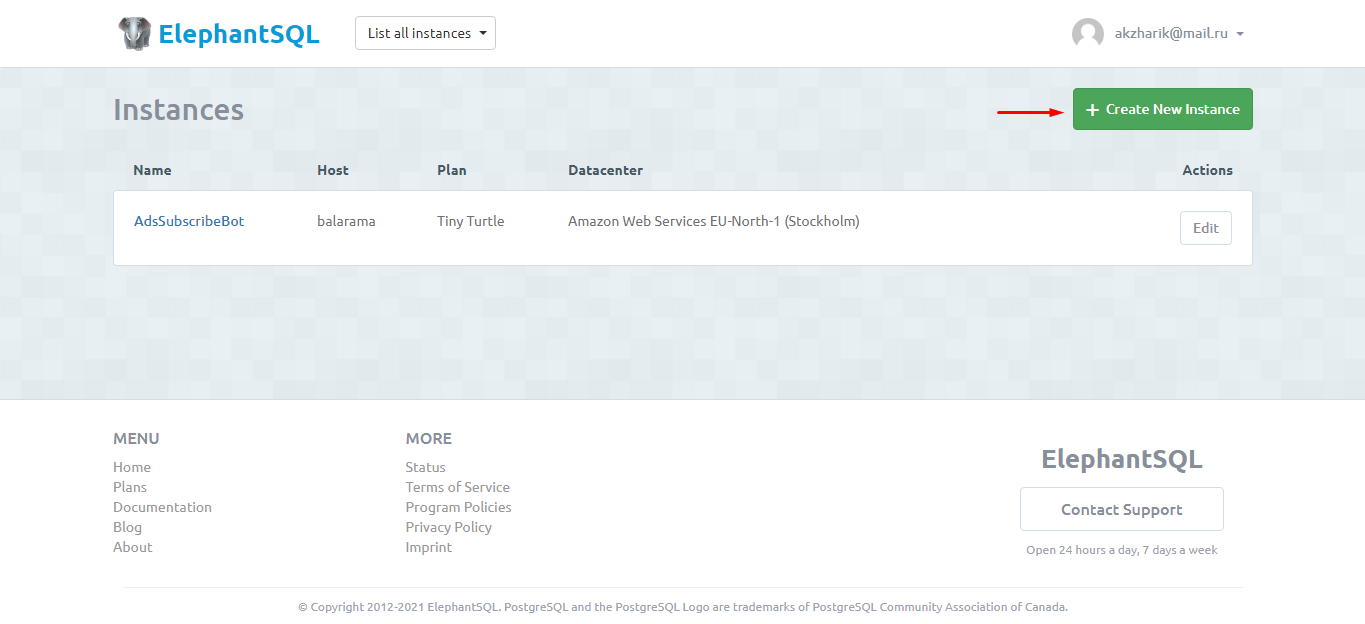 ElephantSQL
List all instances
akzharik@mail.ru
Instances
+ Create New Instance
Name Host Plan Datacenter Actions
AdsSubscribeBot balarama Tiny Turtle Amazon Web Services EU-North-1 (Stockholm) Edit
MENU
Home
Plans
Documentation
Blog
About
MORE
Status
Terms of Service
Program Policies
Privacy Policy
Imprint
ElephantSQL
Contact Support
Open 24 hours a day, 7 days a week
© Copyright 2012-2021 ElephantSQL. PostgreSQL and the PostgreSQL Logo are trademarks of PostgreSQL Community Association of Canada.